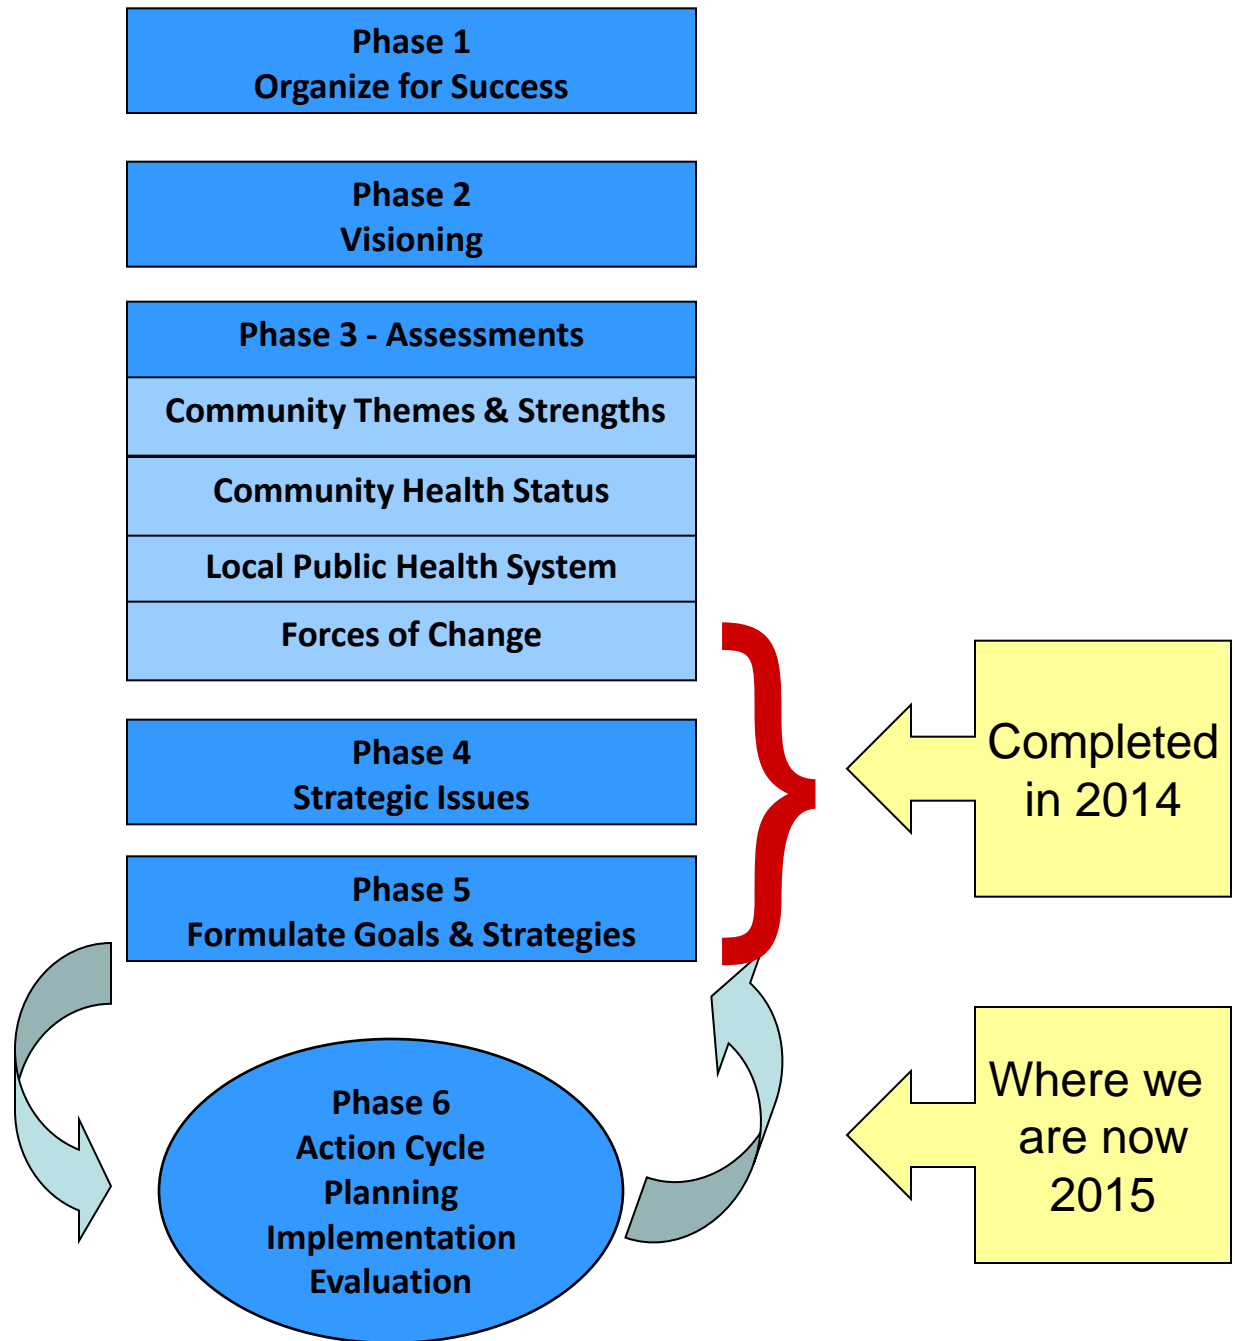 Phase 1
Organize for Success
Phase 2
Visioning
Phase 3 - Assessments
Community Themes & Strengths
Community Health Status
Local Public Health System
Forces of Change
Phase 4
Strategic Issues
Phase 5
Formulate Goals & Strategies
Phase 6
Action Cycle
Planning
Implementation
Evaluation
}
Completed
in 2014
Where we
are now
2015